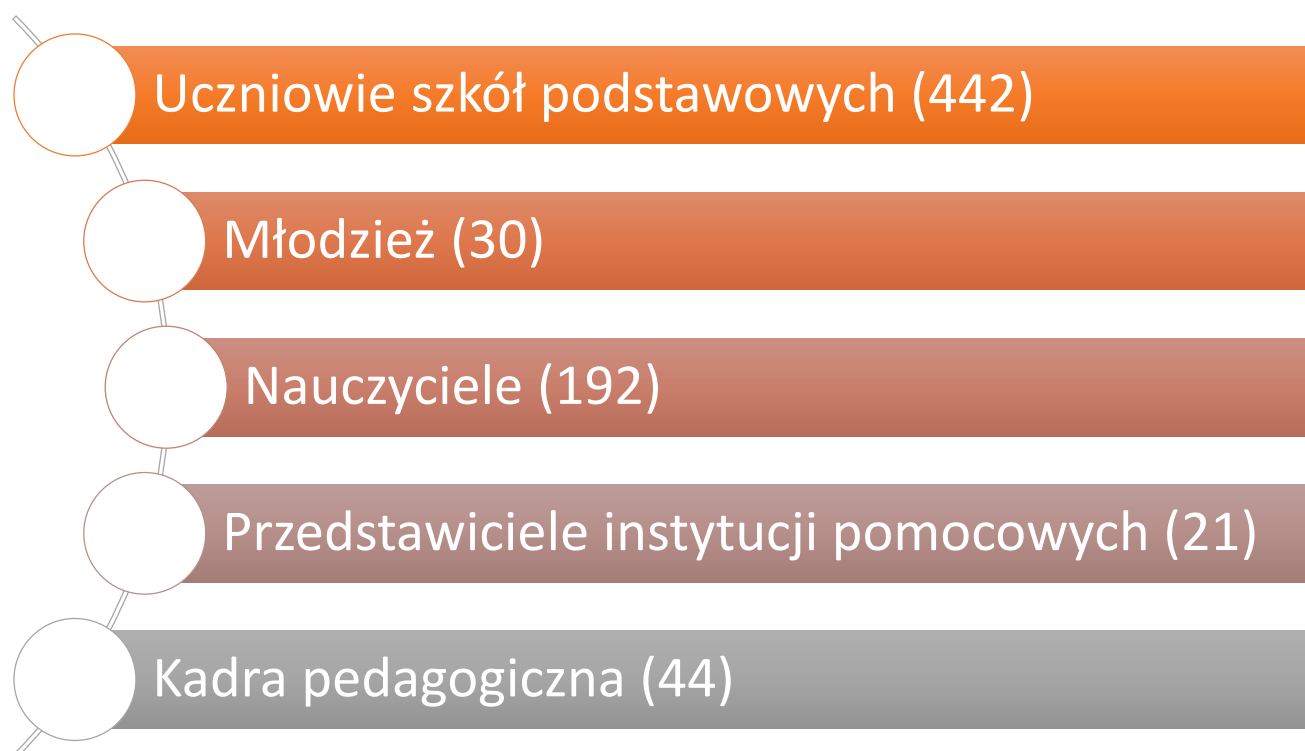 Uczniowie szkół podstawowych (442)
Młodzież (30)
Nauczyciele (192)
Przedstawiciele instytucji pomocowych (21)
Kadra pedagogiczna (44)